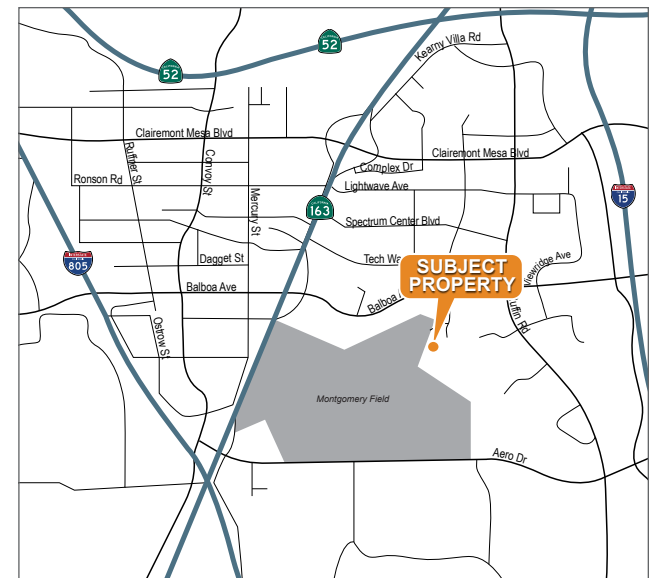 52
CALIFORNIA
52
Kearny Villa Rd
Clairemont Mesa Blvd
Ruffner St
Convoy St
Clairemont Mesa Blvd
Complex Dr
Ronson Rd
Lightwave Ave
Mercury St
163
15
Spectrum Center Blvd
805
Dagget St
Tech Wa
SUBJECT
PROPERTY
Viewridge Ave
Balboa Ave
Balboa
uffin Rd
Ostrow St
Montgomery Field
Aero Dr